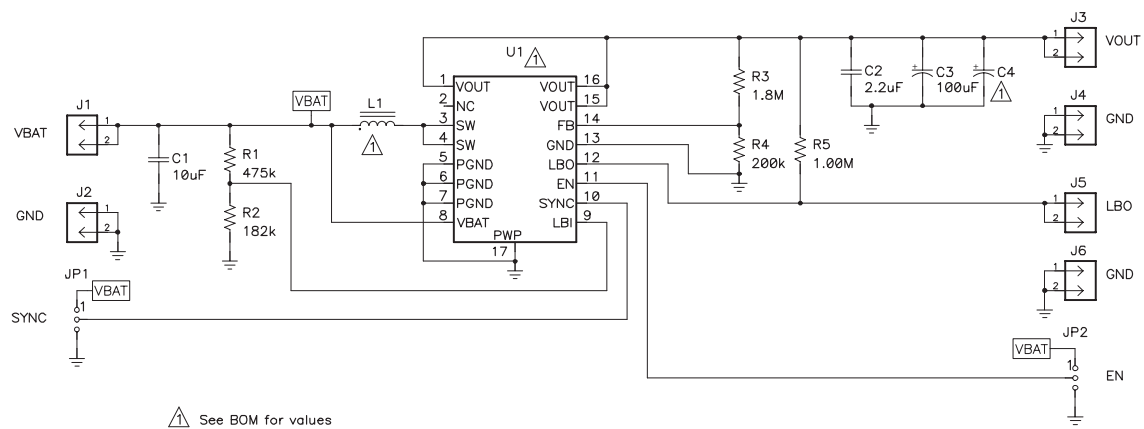 J3
VOUT
1
2
U1
1
1
VOUT
VOUT
16
2
NC
VOUT
15
3
SW
FB
14
4
SW
GND
13
5
PGND
LBO
12
6
PGND
EN
11
7
PGND
SYNC
10
8
VBAT
LBI
9
PWP
17
R3
1.8M
R4
200k
R5
1.00M
C2
2.2uF
+
C3
100uF
+
C4
1
J4
GND
1
2
J5
LBO
1
2
J6
GND
1
2
J1
VBAT
1
2
VBAT
L1
1
C1
10uF
R1
475k
R2
182k
J2
GND
1
2
JP1
VBAT
1
SYNC
JP2
VBAT
1
EN
1 See BOM for values